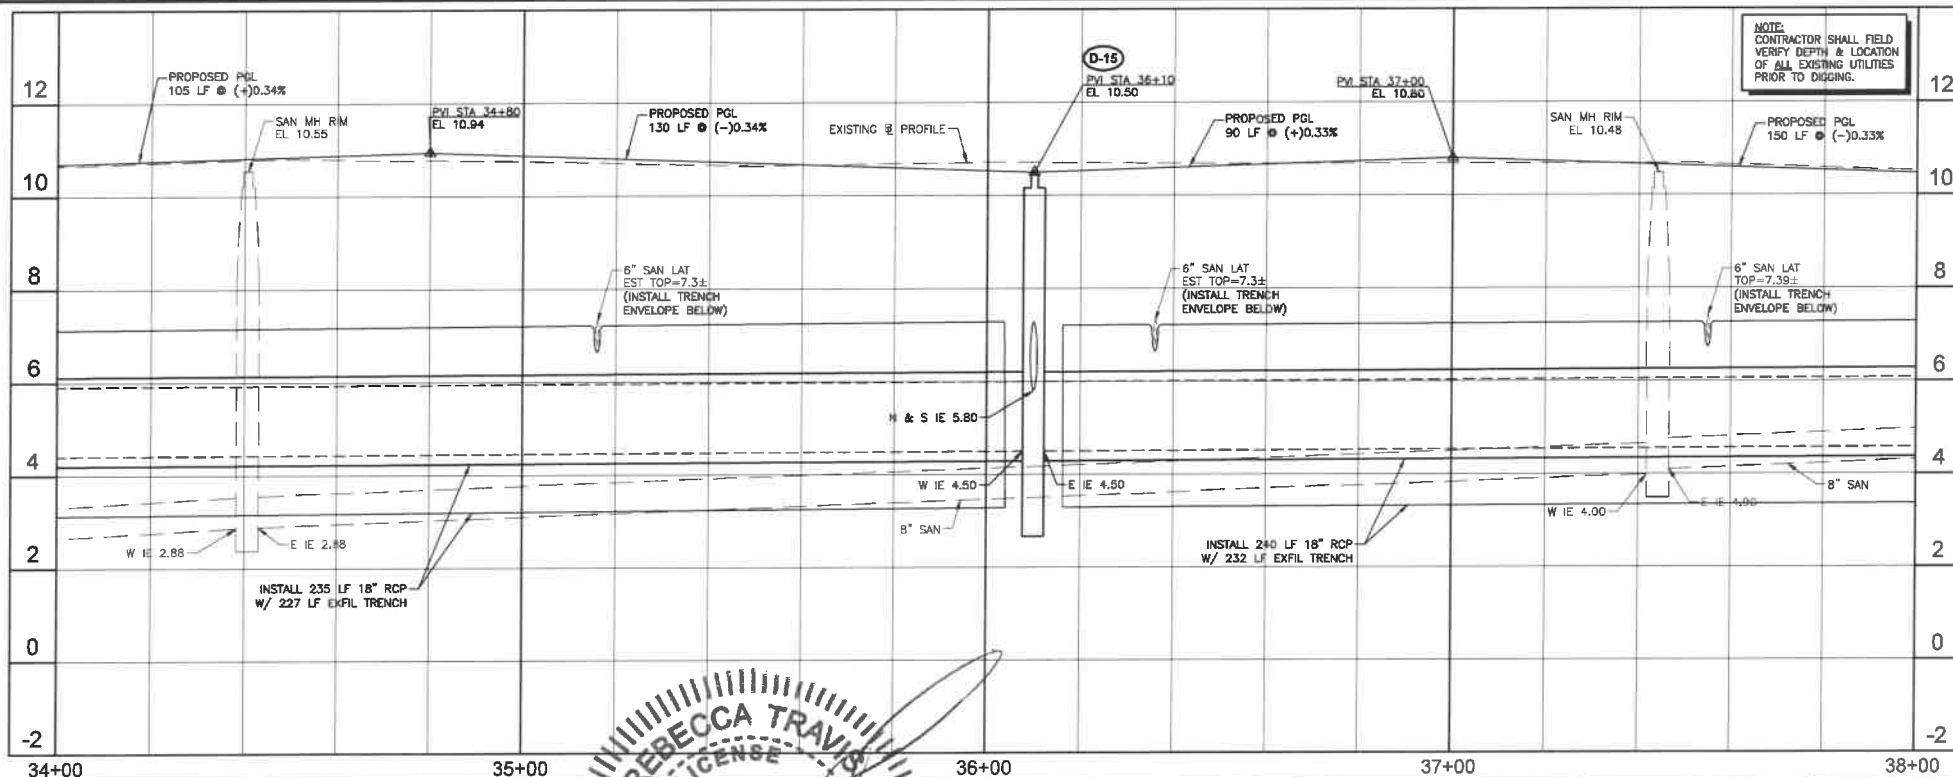 NOTE:
CONTRACTOR SHALL FIELD
VERIFY DEPTH & LOCATION
OF ALL EXISTING UTILITIES
PRIOR TO DIGGING.
D-15
PVI STA 36+10
EL 10.50
PVI STA 37+00
EL 10.80
PROPOSED PGL
105 LF @ (+)0.34%
SAN MH RIM
EL 10.55
PVI STA 34+80
EL 10.94
PROPOSED PGL
130 LF @ (-)0.34%
EXISTING ℄ PROFILE
PROPOSED PGL
90 LF @ (+)0.33%
SAN MH RIM
EL 10.48
PROPOSED PGL
150 LF @ (-)0.33%
12
12
10
10
8
8
6" SAN LAT
EST TOP=7.3±
(INSTALL TRENCH
ENVELOPE BELOW)
6" SAN LAT
EST TOP=7.3±
(INSTALL TRENCH
ENVELOPE BELOW)
6" SAN LAT
TOP=7.39±
(INSTALL TRENCH
ENVELOPE BELOW)
6
6
N & S IE 5.80
4
4
W IE 4.50
E IE 4.50
8" SAN
8" SAN
W IE 4.00
E IE 4.90
W IE 2.88
E IE 2.88
2
2
INSTALL 235 LF 18" RCP
W/ 227 LF EXFIL TRENCH
INSTALL 240 LF 18" RCP
W/ 232 LF EXFIL TRENCH
0
0
REBECCA TRAVIS
LICENSE
-2
-2
34+00
35+00
36+00
37+00
38+00